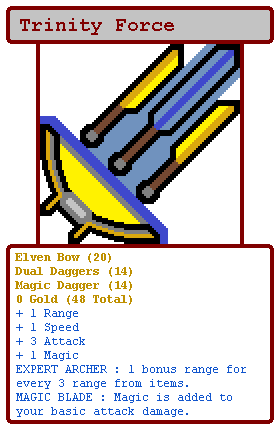 Trinity Force
Elven Bow (20)
Dual Daggers (14)
Magic Dagger (14)
0 Gold (48 Total)
+ 1 Range
+ 1 Speed
+ 3 Attack
+ 1 Magic
EXPERT ARCHER : 1 bonus range for
every 3 range from items.
MAGIC BLADE : Magic is added to
your basic attack damage.